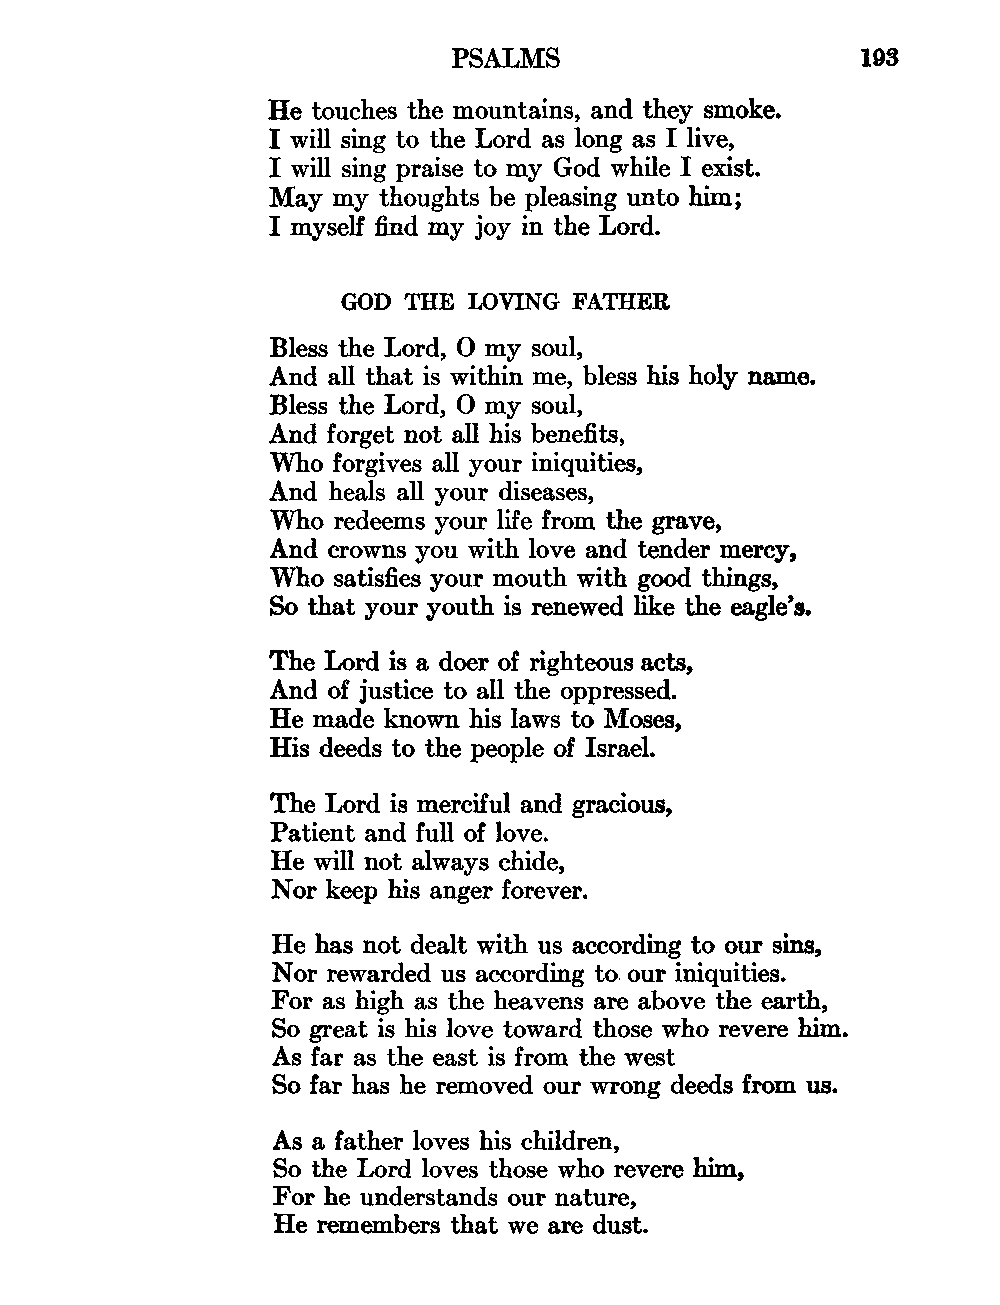 PSALMS 193
He touches the mountains, and they smoke.
I will sing to the Lord as long as I live,
I will sing praise to my God while I exist.
May my thoughts be pleasing unto him;
I myself find my joy in the Lord.
GOD THE LOVING FATHER
Bless the Lord, O my soul,
And all that is within me, bless his holy name.
Bless the Lord, O my soul,
And forget not all his benefits,
Who forgives all your iniquities,
And heals all your diseases,
Who redeems your life from the grave,
And crowns you with love and tender mercy,
Who satisfies your mouth with good things,
So that your youth is renewed like the eagle's.
The Lord is a doer of righteous acts,
And of justice to all the oppressed.
He made known his laws to Moses,
His deeds to the people of Israel.
The Lord is merciful and gracious,
Patient and full of love.
He will not always chide,
Nor keep his anger forever.
He has not dealt with us according to our sins,
Nor rewarded us according to our iniquities.
For as high as the heavens are above the earth,
So great is his love toward those who revere him.
As far as the east is from the west
So far has he removed our wrong deeds from us.
As a father loves his children,
So the Lord loves those who revere him,
For he understands our nature,
He remembers that we are dust.